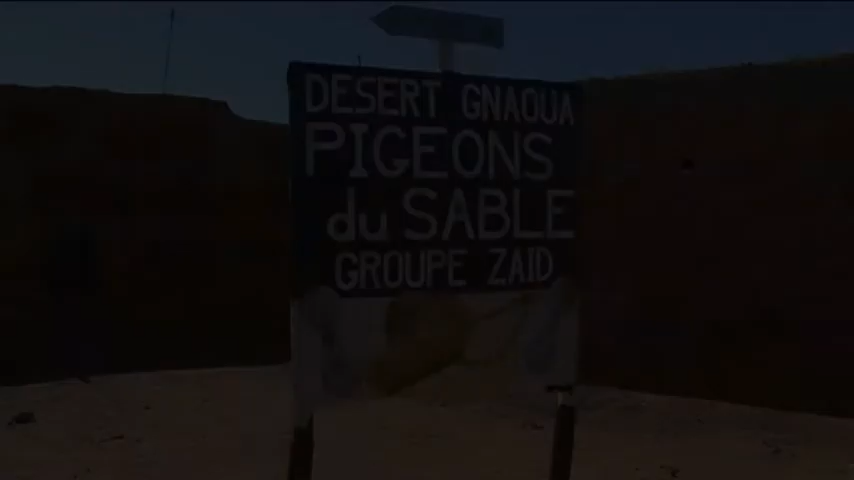 DESERT GNAOUA
PIGEONS
du SABLE
GROUPE ZAID